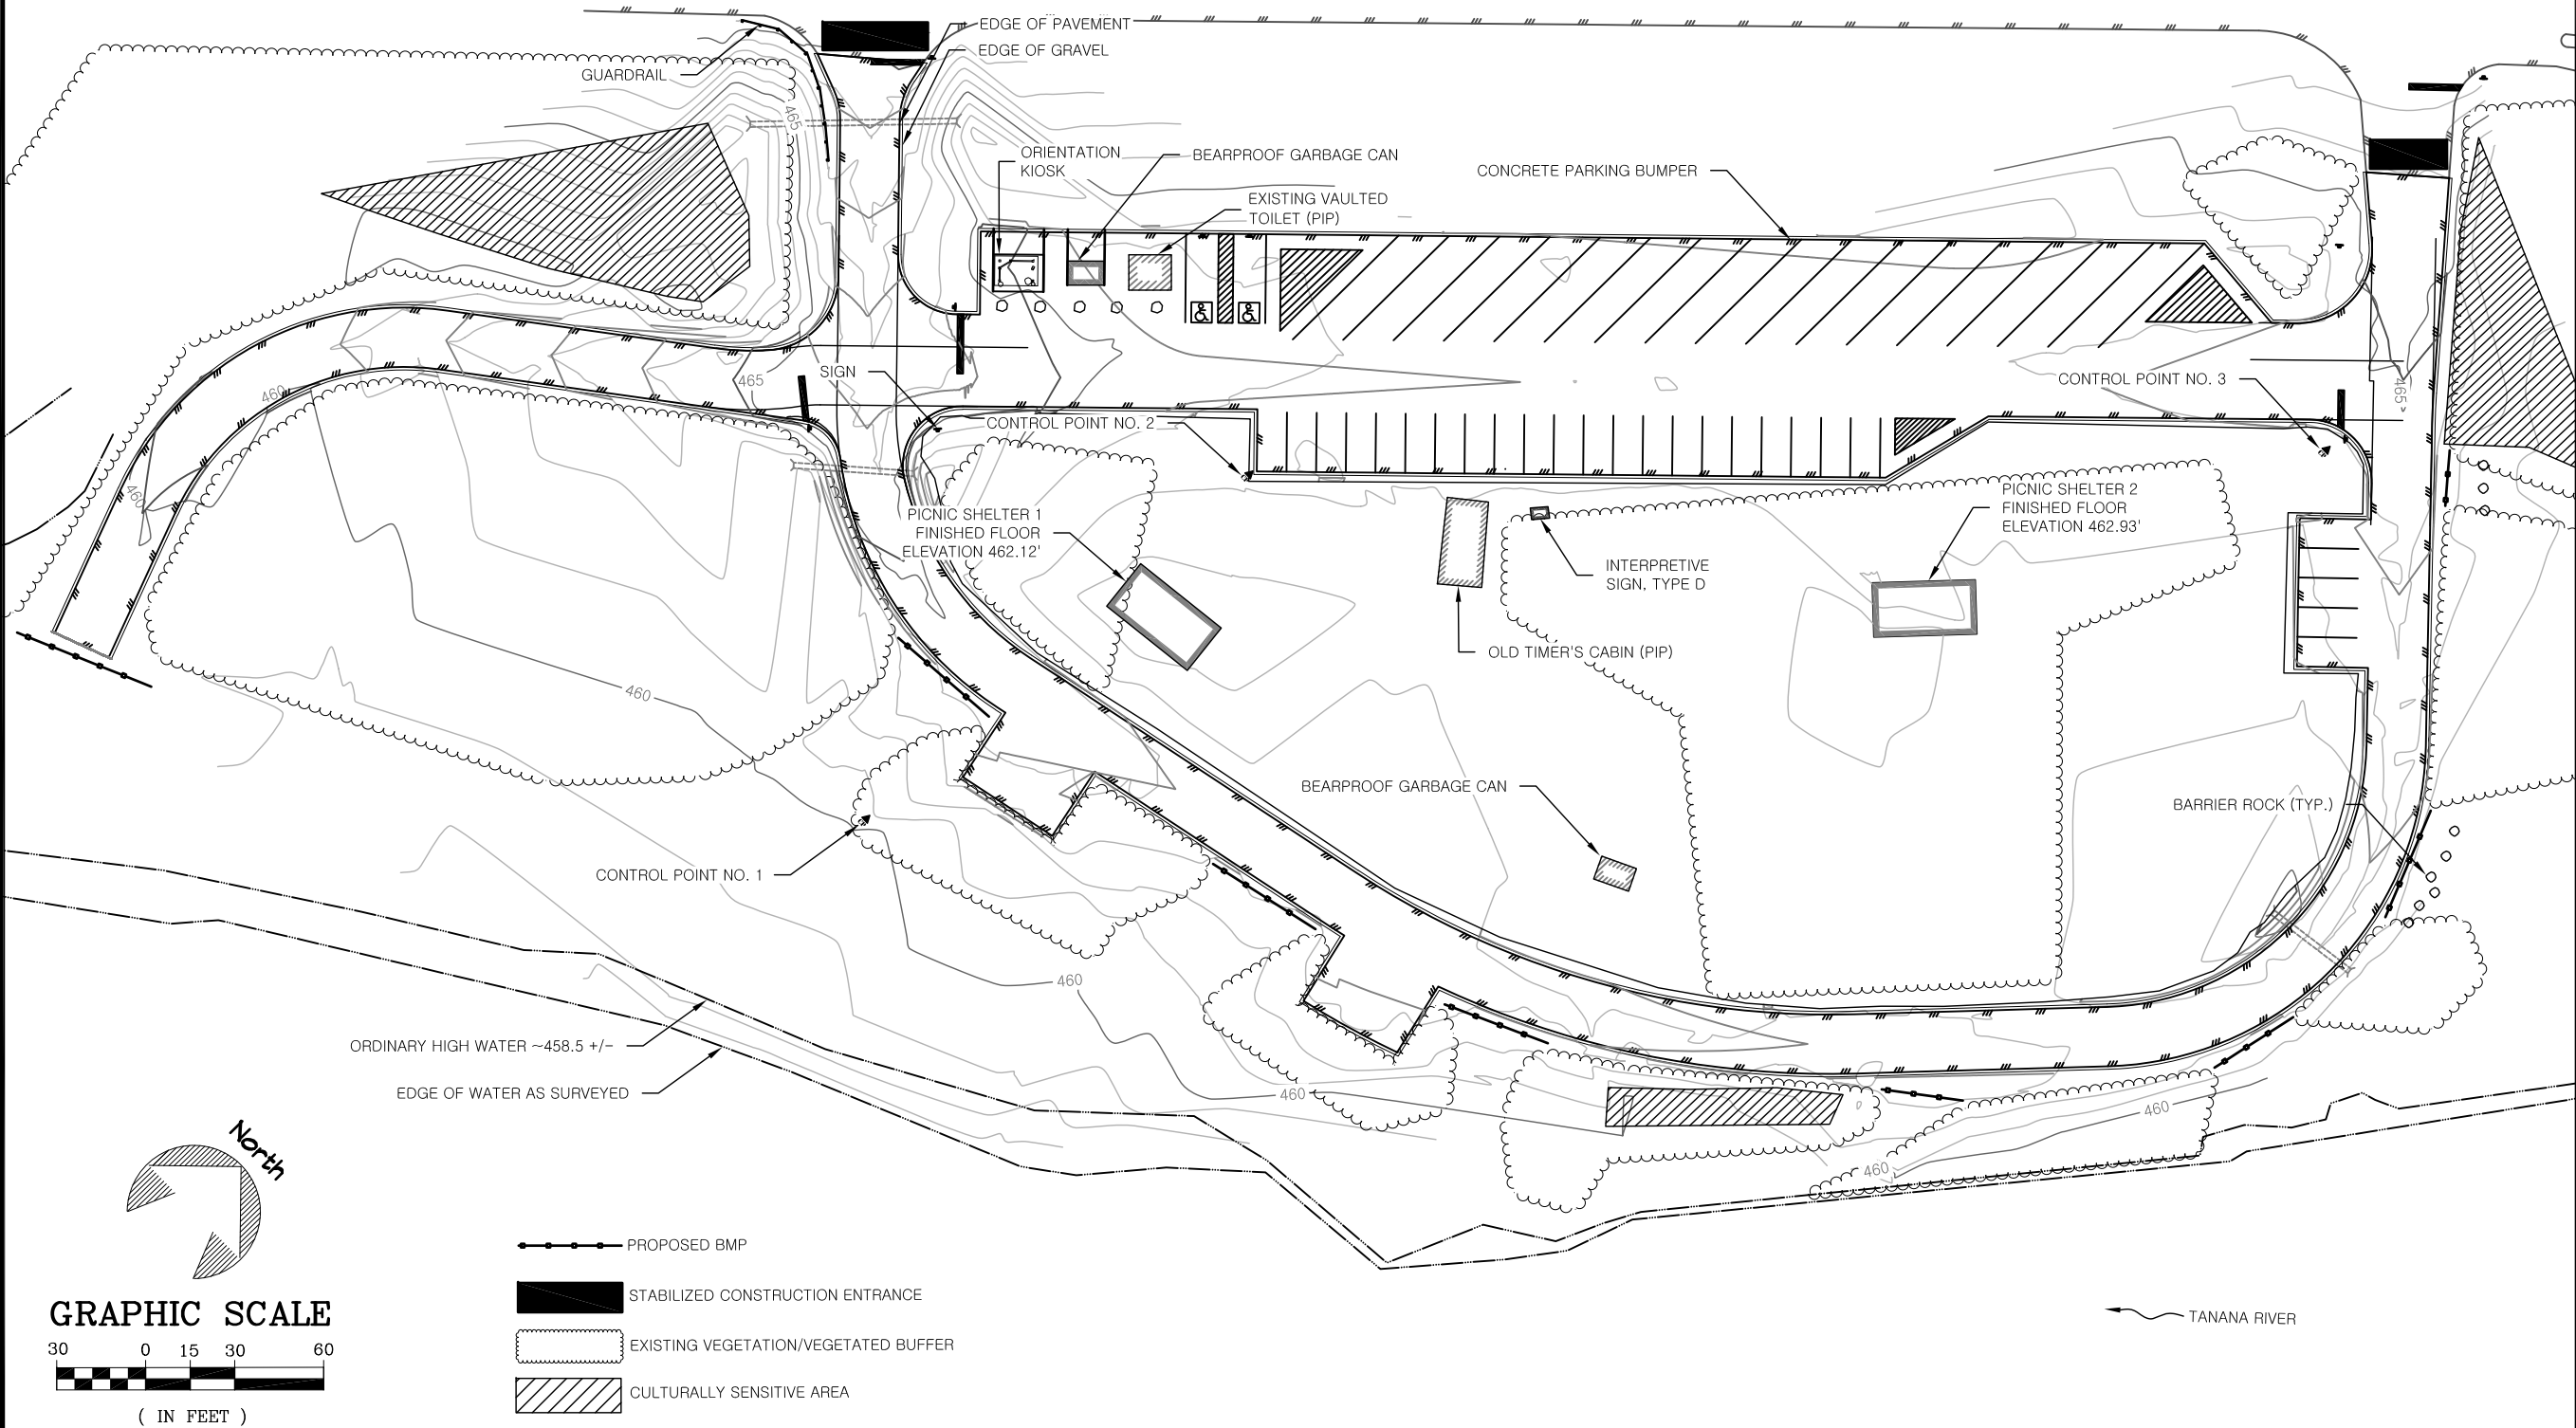 EDGE OF PAVEMENT
EDGE OF GRAVEL
GUARDRAIL
465
ORIENTATION
KIOSK
BEARPROOF GARBAGE CAN
EXISTING VAULTED
TOILET (PIP)
CONCRETE PARKING BUMPER
SIGN
465
460
460
CONTROL POINT NO. 2
CONTROL POINT NO. 3
465
PICNIC SHELTER 1
FINISHED FLOOR
ELEVATION 462.12'
PICNIC SHELTER 2
FINISHED FLOOR
ELEVATION 462.93'
INTERPRETIVE
SIGN, TYPE D
OLD TIMER'S CABIN (PIP)
460
BEARPROOF GARBAGE CAN
BARRIER ROCK (TYP.)
CONTROL POINT NO. 1
460
ORDINARY HIGH WATER ~458.5 +/-
EDGE OF WATER AS SURVEYED
460
460
460
North
GRAPHIC SCALE
30 0 15 30 60
( IN FEET )
PROPOSED BMP
STABILIZED CONSTRUCTION ENTRANCE
EXISTING VEGETATION/VEGETATED BUFFER
CULTURALLY SENSITIVE AREA
TANANA RIVER